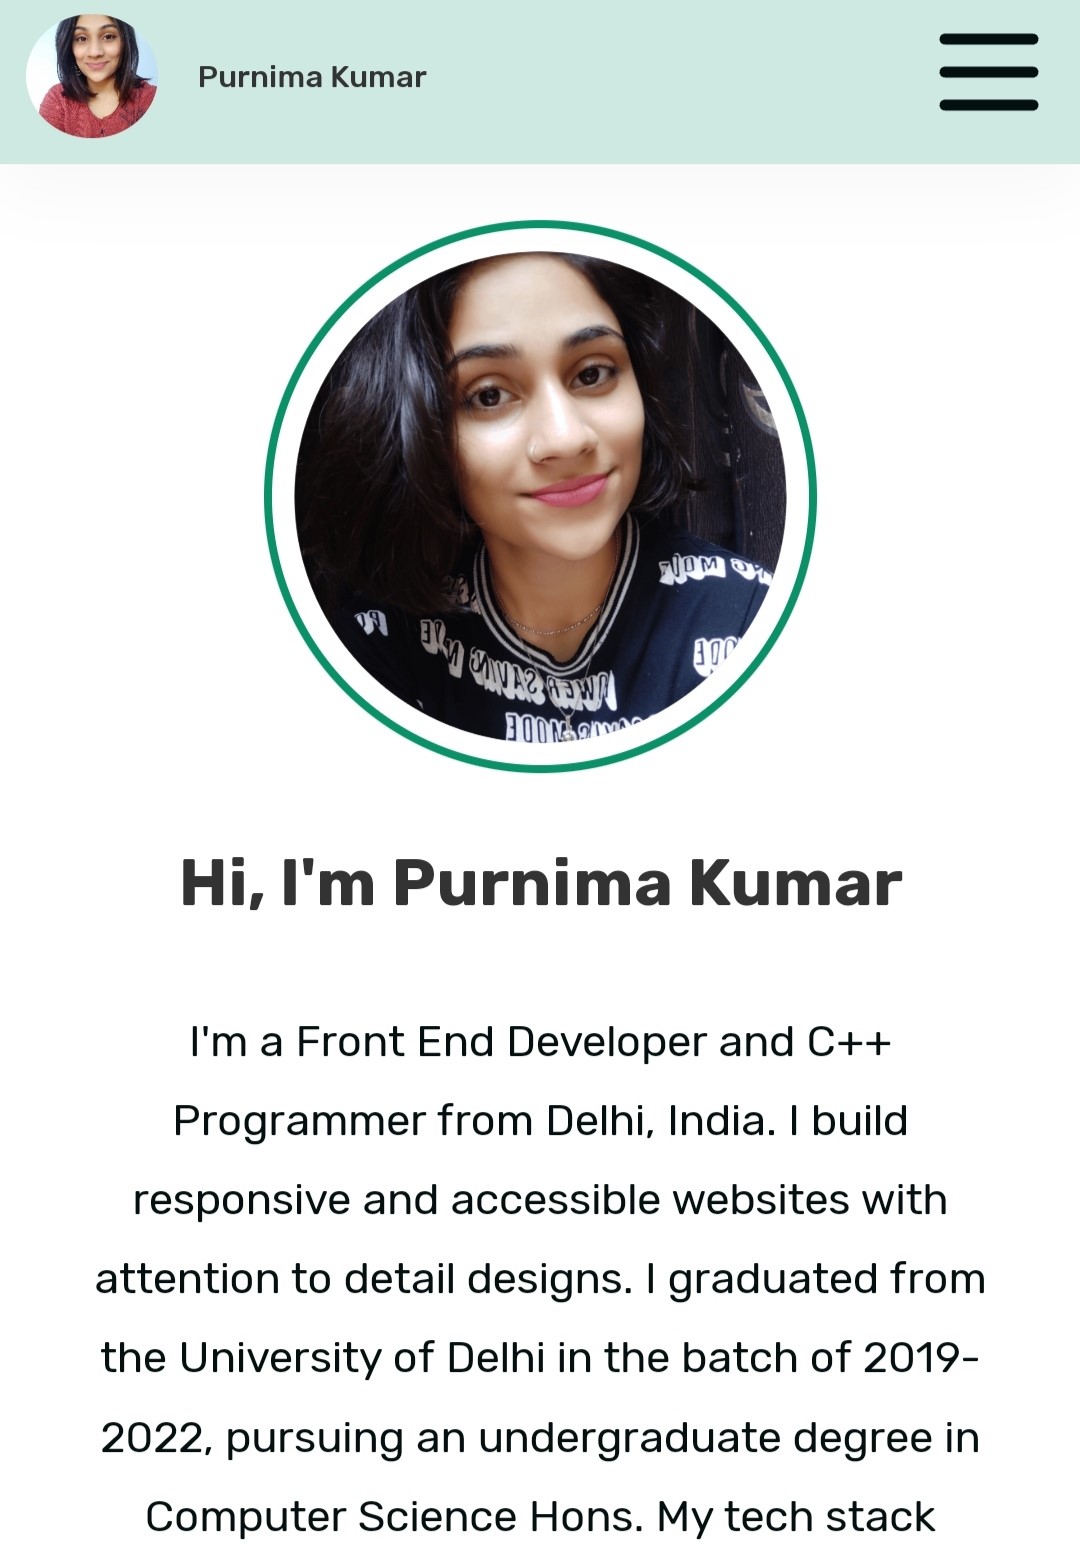 Purnima Kumar
Hi, I'm Purnima Kumar
I'm a Front End Developer and C++
Programmer from Delhi, India. I build
responsive and accessible websites with
attention to detail designs. I graduated from
the University of Delhi in the batch of 2019-
2022, pursuing an undergraduate degree in
Computer Science Hons. My tech stack